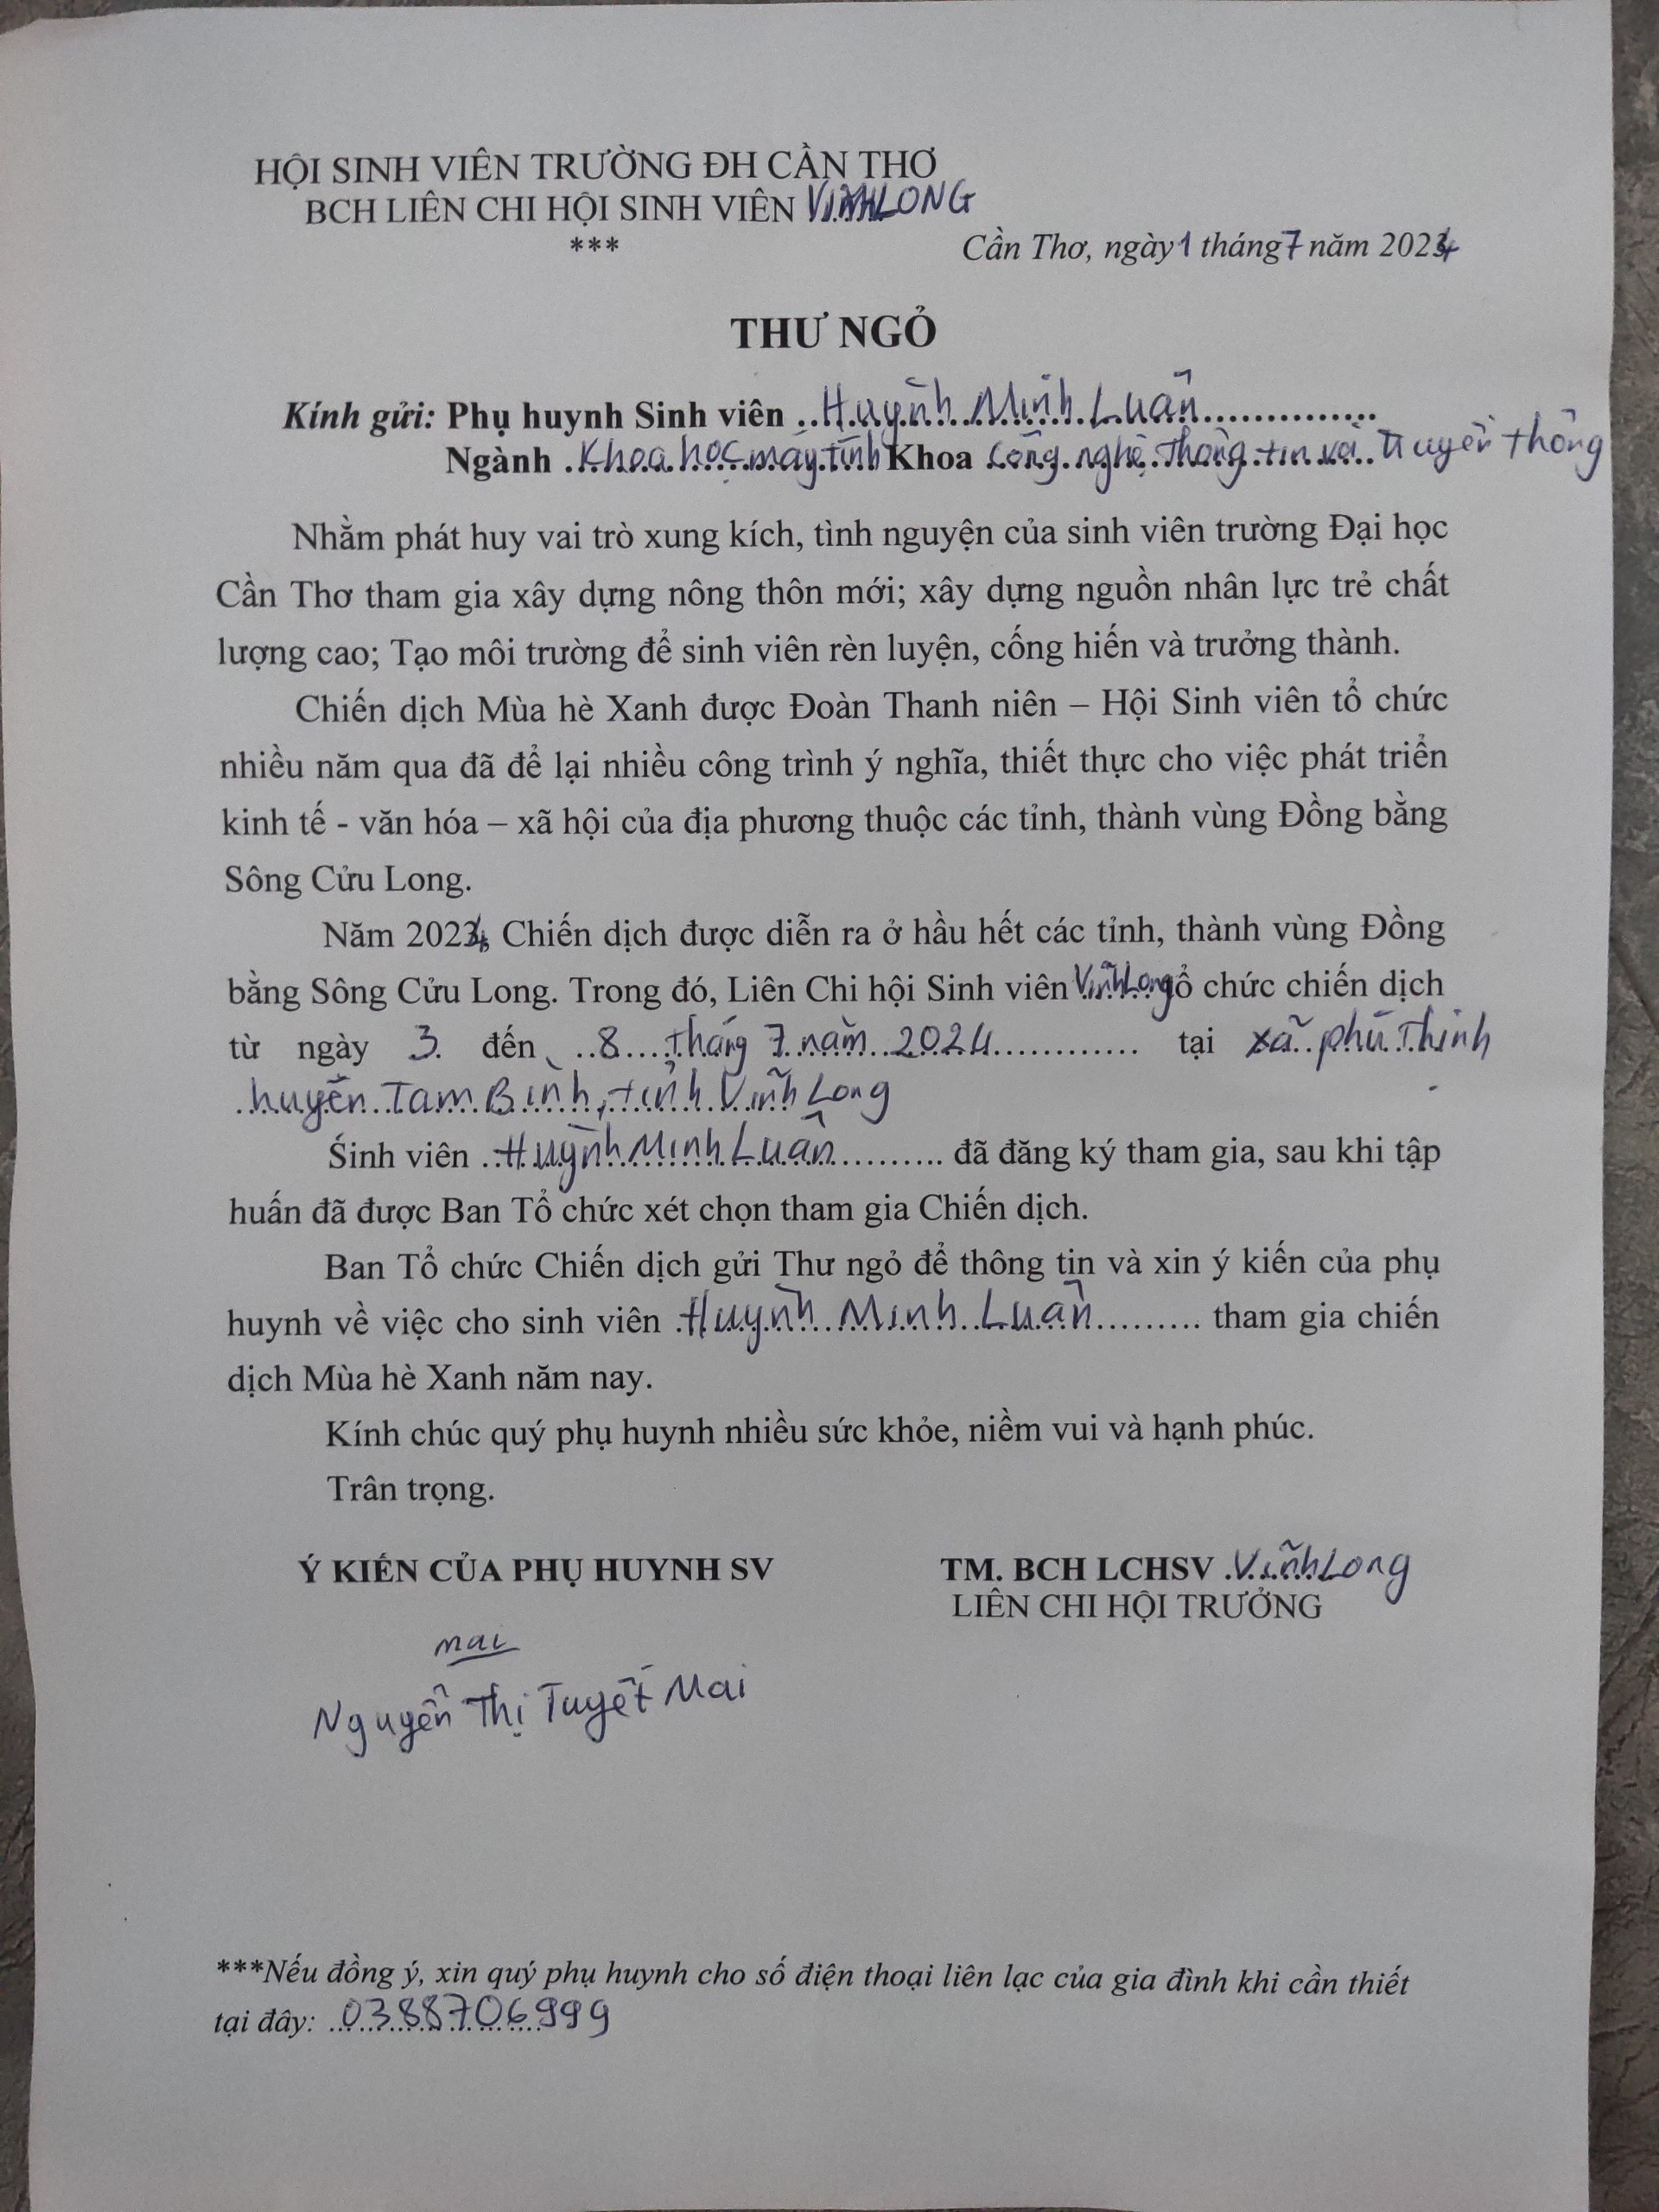 HỘI SINH VIÊN TRƯỜNG ĐH CẦN THƠ
BCH LIÊN CHI HỘI SINH VIÊN VĨNH LONG
***
Cần Thơ, ngày 1 tháng 7 năm 2024
THƯ NGỎ
Kính gửi: Phụ huynh Sinh viên ..Huỳnh Minh Luân..............
Ngành .Khoa học máy tính Khoa Công nghệ Thông tin và Truyền thông
Nhằm phát huy vai trò xung kích, tình nguyện của sinh viên trường Đại học
Cần Thơ tham gia xây dựng nông thôn mới; xây dựng nguồn nhân lực trẻ chất
lượng cao; Tạo môi trường để sinh viên rèn luyện, cống hiến và trưởng thành.
Chiến dịch Mùa hè Xanh được Đoàn Thanh niên – Hội Sinh viên tổ chức
nhiều năm qua đã để lại nhiều công trình ý nghĩa, thiết thực cho việc phát triển
kinh tế - văn hóa – xã hội của địa phương thuộc các tỉnh, thành vùng Đồng bằng
Sông Cửu Long.
Năm 2024, Chiến dịch được diễn ra ở hầu hết các tỉnh, thành vùng Đồng
bằng Sông Cửu Long. Trong đó, Liên Chi hội Sinh viên Vĩnh Long tổ chức chiến dịch
từ ngày 3 đến ..8....tháng 7 năm 2024............ tại xã phú Thịnh
huyện Tam Bình, tỉnh Vĩnh Long
Sinh viên ..Huỳnh Minh Luân.......... đã đăng ký tham gia, sau khi tập
huấn đã được Ban Tổ chức xét chọn tham gia Chiến dịch.
Ban Tổ chức Chiến dịch gửi Thư ngỏ để thông tin và xin ý kiến của phụ
huynh về việc cho sinh viên .Huỳnh Minh Luân......... tham gia chiến
dịch Mùa hè Xanh năm nay.
Kính chúc quý phụ huynh nhiều sức khỏe, niềm vui và hạnh phúc.
Trân trọng.
Ý KIẾN CỦA PHỤ HUYNH SV
TM. BCH LCHSV .Vĩnh Long
LIÊN CHI HỘI TRƯỞNG
Mai
Nguyễn Thị Tuyết Mai
***Nếu đồng ý, xin quý phụ huynh cho số điện thoại liên lạc của gia đình khi cần thiết
tại đây: ..0388706999